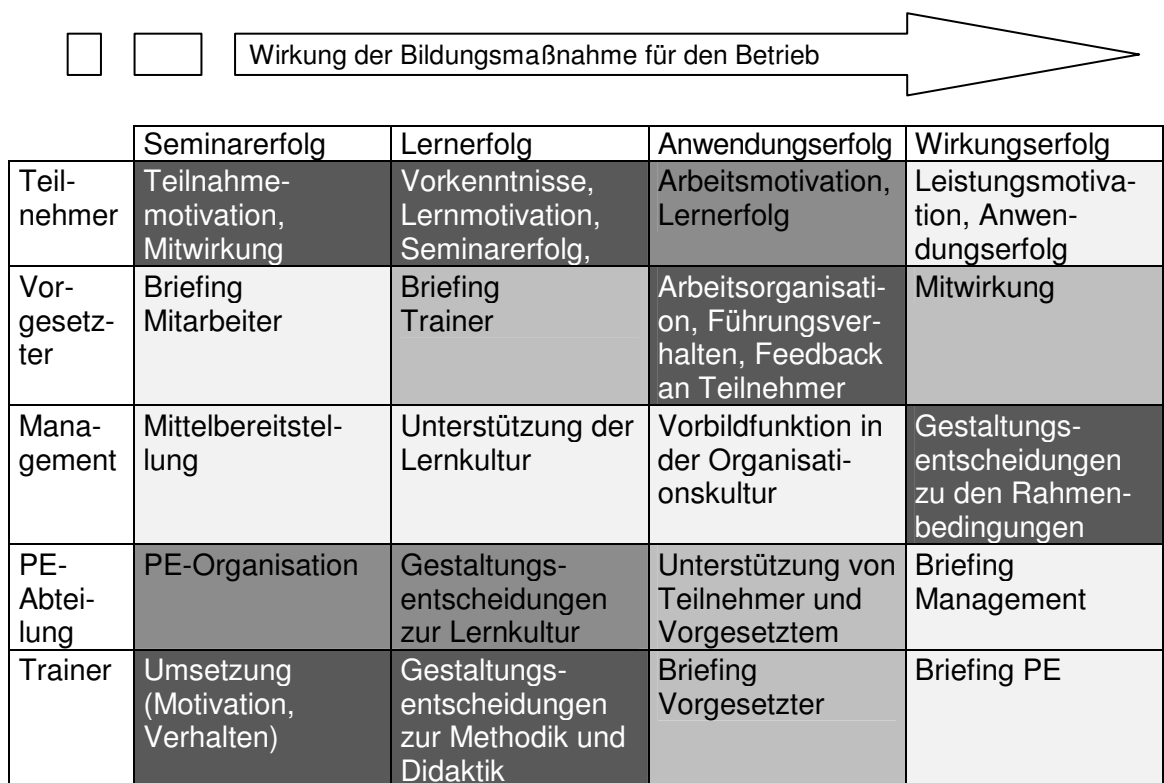 Wirkung der Bildungsmaßnahme für den Betrieb
Seminarerfolg Lernerfolg Anwendungserfolg Wirkungserfolg
Teil-
nehmer
Teilnahme-
motivation,
Mitwirkung
Vorkenntnisse,
Lernmotivation,
Seminarerfolg,
Arbeitsmotivation,
Lernerfolg
Leistungsmotiva-
tion, Anwen-
dungserfolg
Vor-
gesetz-
ter
Briefing
Mitarbeiter
Briefing
Trainer
Arbeitsorganisati-
on, Führungsver-
halten, Feedback
an Teilnehmer
Mitwirkung
Mana-
gement
Mittelbereitstel-
lung
Unterstützung der
Lernkultur
Vorbildfunktion in
der Organisati-
onskultur
Gestaltungs-
entscheidungen
zu den Rahmen-
bedingungen
PE-
Abtei-
lung
PE-Organisation
Gestaltungs-
entscheidungen
zur Lernkultur
Unterstützung von
Teilnehmer und
Vorgesetztem
Briefing
Management
Trainer
Umsetzung
(Motivation,
Verhalten)
Gestaltungs-
entscheidungen
zur Methodik und
Didaktik
Briefing
Vorgesetzter
Briefing PE